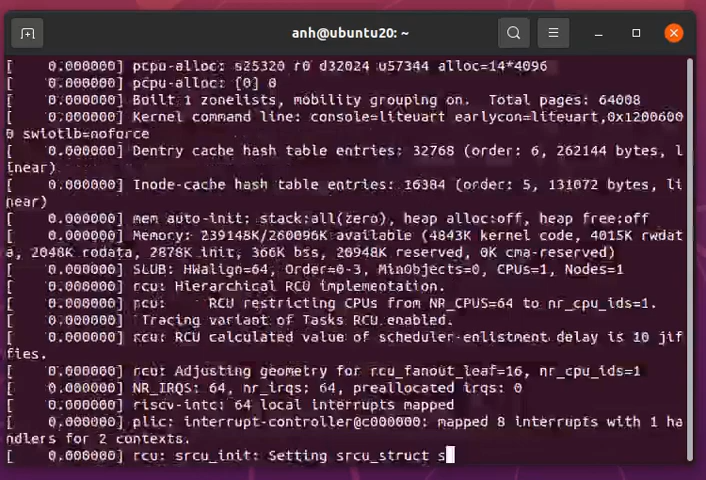 anh@ubuntu20: ~
[    0.000000] pcpu-alloc: s25320 r0 d32024 u57344 alloc=14*4096
[    0.000000] pcpu-alloc: [0] 0
[    0.000000] Built 1 zonelists, mobility grouping on.  Total pages: 64008
[    0.000000] Kernel command line: console=liteuart earlycon=liteuart,0x1200600
0 swiotlb=noforce
[    0.000000] Dentry cache hash table entries: 32768 (order: 6, 262144 bytes, l
inear)
[    0.000000] Inode-cache hash table entries: 16384 (order: 5, 131072 bytes, li
near)
[    0.000000] mem auto-init: stack:all(zero), heap alloc:off, heap free:off
[    0.000000] Memory: 239148K/260096K available (4843K kernel code, 4015K rwdat
a, 2048K rodata, 2878K init, 366K bss, 20948K reserved, 0K cma-reserved)
[    0.000000] SLUB: HWalign=64, Order=0-3, MinObjects=0, CPUs=1, Nodes=1
[    0.000000] rcu: Hierarchical RCU implementation.
[    0.000000] rcu:     RCU restricting CPUs from NR_CPUS=64 to nr_cpu_ids=1.
[    0.000000]  Tracing variant of Tasks RCU enabled.
[    0.000000] rcu: RCU calculated value of scheduler-enlistment delay is 10 jif
fies.
[    0.000000] rcu: Adjusting geometry for rcu_fanout_leaf=16, nr_cpu_ids=1
[    0.000000] NR_IRQS: 64, nr_irqs: 64, preallocated irqs: 0
[    0.000000] riscv-intc: 64 local interrupts mapped
[    0.000000] plic: interrupt-controller@c000000: mapped 8 interrupts with 1 ha
ndlers for 2 contexts.
[    0.000000] rcu: srcu_init: Setting srcu_struct s